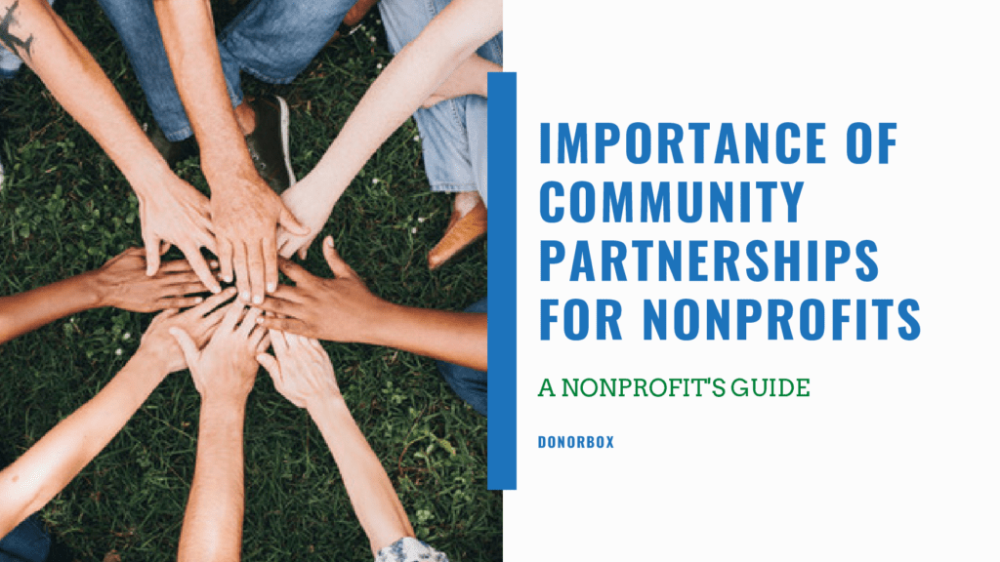 IMPORTANCE OF
COMMUNITY
PARTNERSHIPS
FOR NONPROFITS
A NONPROFIT'S GUIDE
DONORBOX